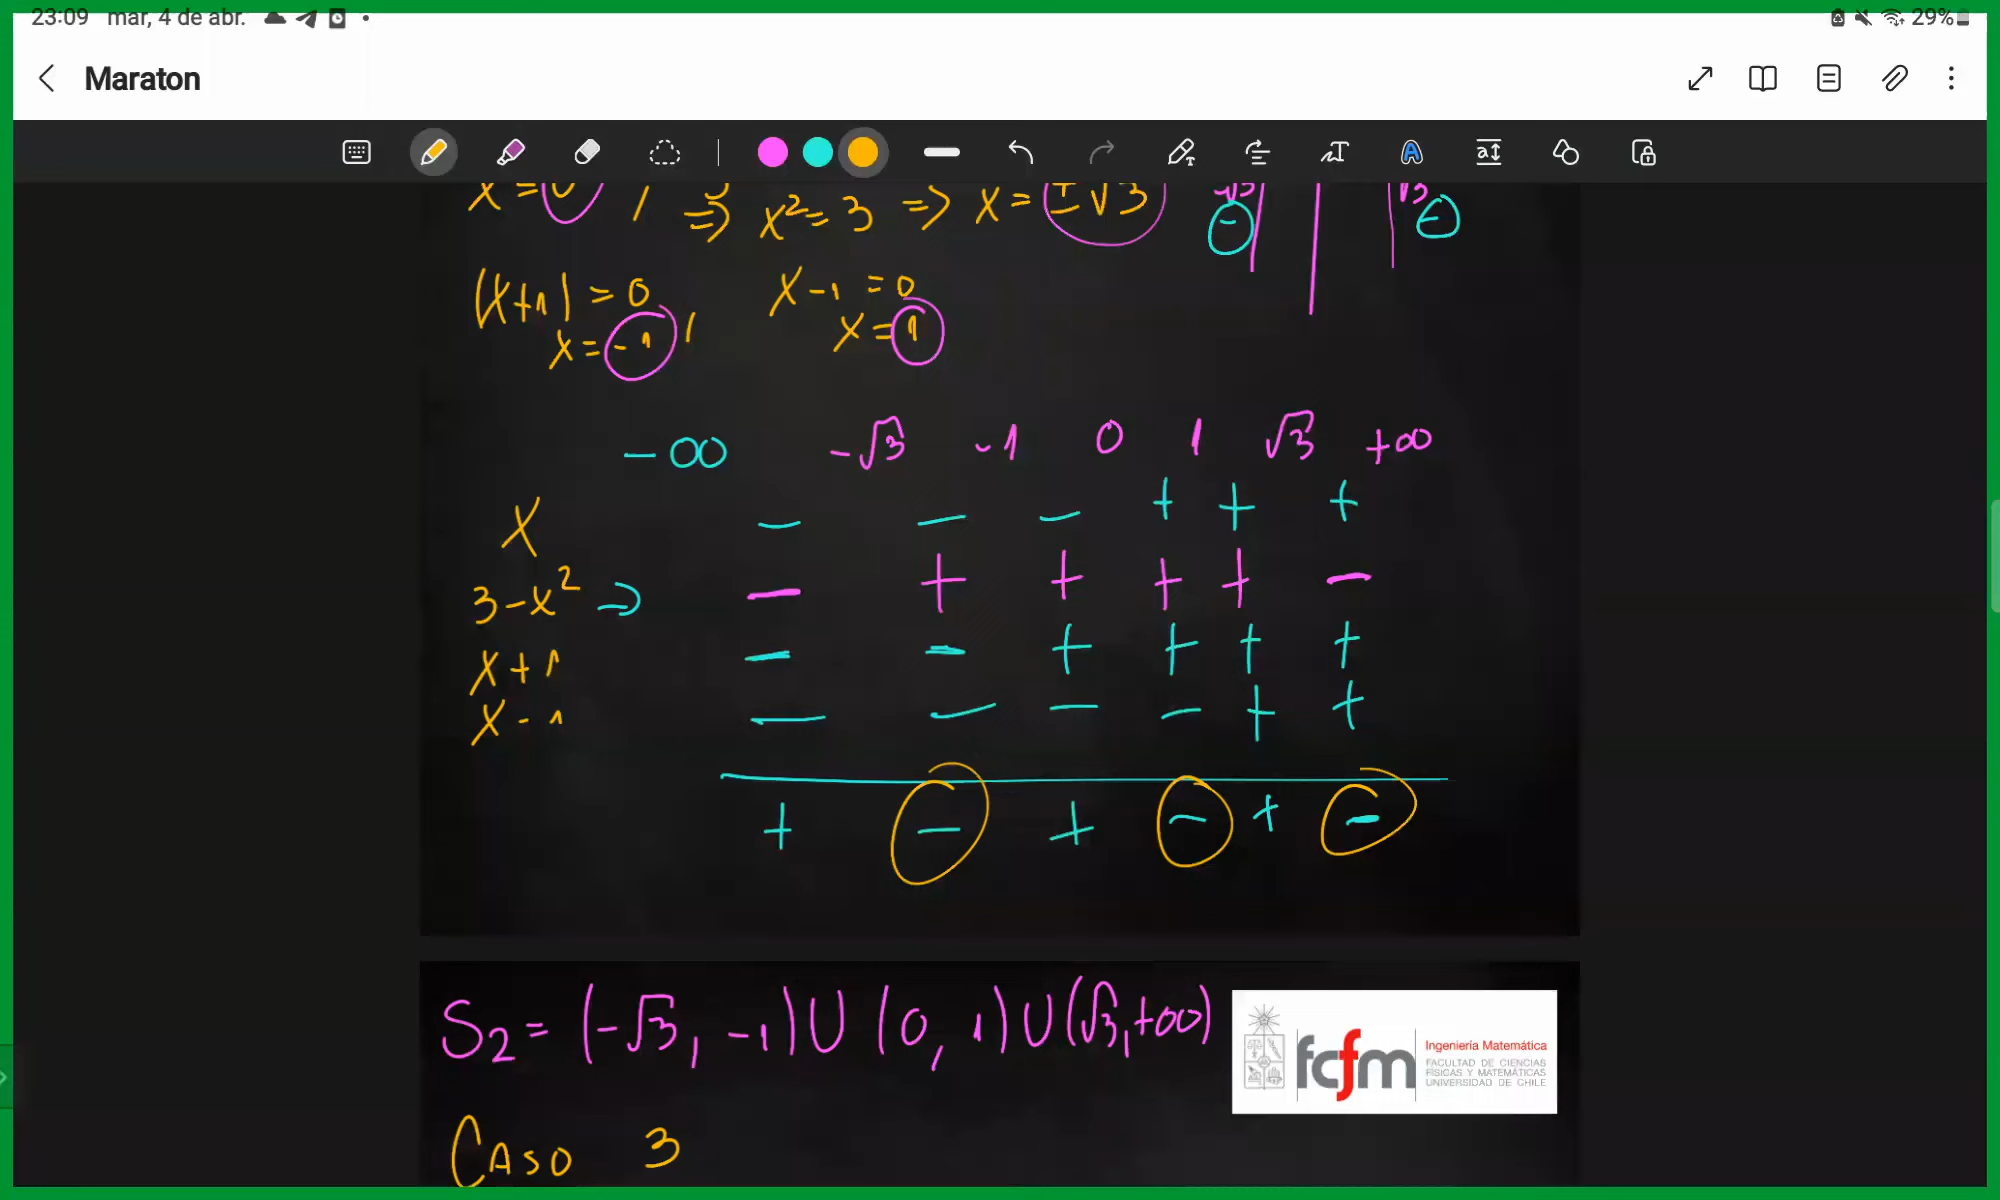 23:09 mar, 4 de abr. 29%
Maraton
x = 0 / ⇒ x² = 3 ⇒ x = ±√3 -√3 √3
- -
(x+1) = 0 x - 1 = 0
x = -1 / x = 1
-∞ -√3 -1 0 1 √3 +∞
x - - - + + +
3-x² → - + + + + -
x+1 - - + + + +
x-1 - - - - + +
+ - + - + -
S₂ = (-√3, -1) ∪ (0, 1) ∪ (√3, +∞)
fcfm
Ingeniería Matemática
FACULTAD DE CIENCIAS
FÍSICAS Y MATEMÁTICAS
UNIVERSIDAD DE CHILE
CASO 3